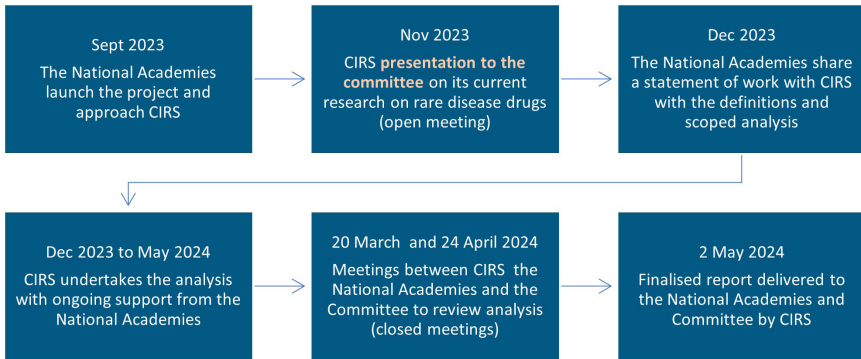 Sept 2023
The National Academies
launch the project and
approach CIRS
Nov 2023
CIRS presentation to the
committee on its current
research on rare disease drugs
(open meeting)
Dec 2023
The National Academies share
a statement of work with CIRS
with the definitions and
scoped analysis
Dec 2023 to May 2024
CIRS undertakes the analysis
with ongoing support from the
National Academies
20 March and 24 April 2024
Meetings between CIRS the
National Academies and the
Committee to review analysis
(closed meetings)
2 May 2024
Finalised report delivered to
the National Academies and
Committee by CIRS